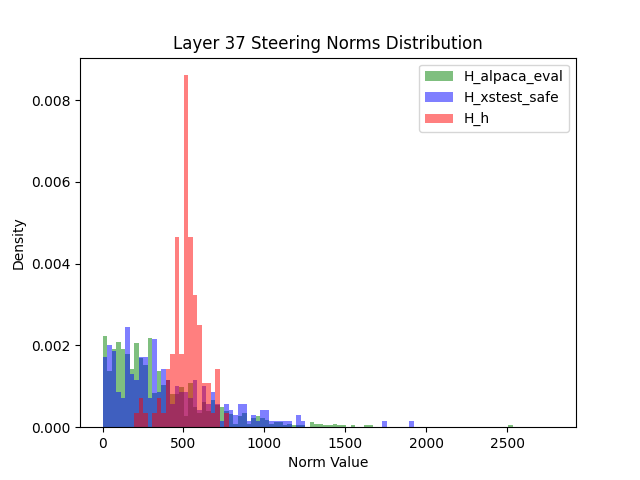 Layer 37 Steering Norms Distribution
H_alpaca_eval
H_xstest_safe
H_h
0.008
0.006
0.004
0.002
0.000
Density
0
500
1000
1500
2000
2500
Norm Value